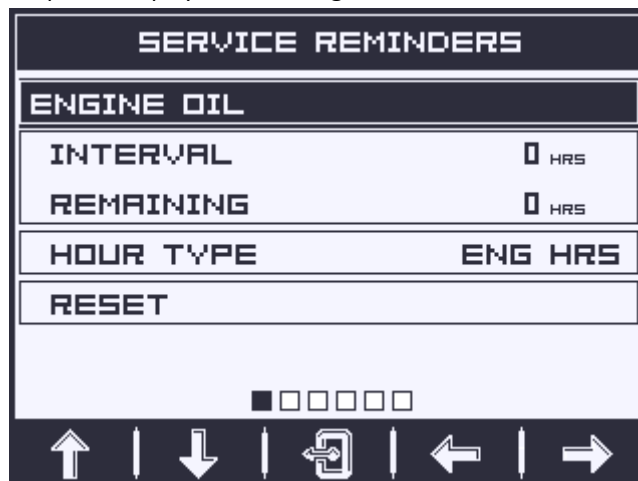 SERVICE REMINDERS
ENGINE OIL
INTERVAL 0 HRS
REMAINING 0 HRS
HOUR TYPE ENG HRS
RESET